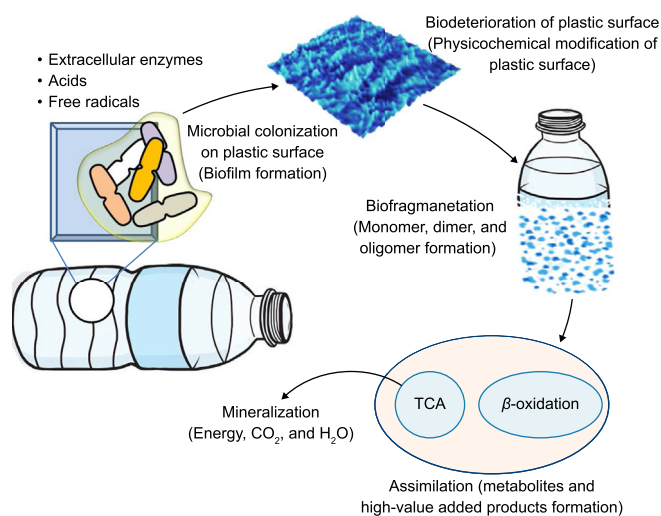 • Extracellular enzymes
• Acids
• Free radicals
Microbial colonization
on plastic surface
(Biofilm formation)
Biodeterioration of plastic surface
(Physicochemical modification of
plastic surface)
Biofragmanetation
(Monomer, dimer, and
oligomer formation)
TCA
β-oxidation
Mineralization
(Energy, CO₂, and H₂O)
Assimilation (metabolites and
high-value added products formation)